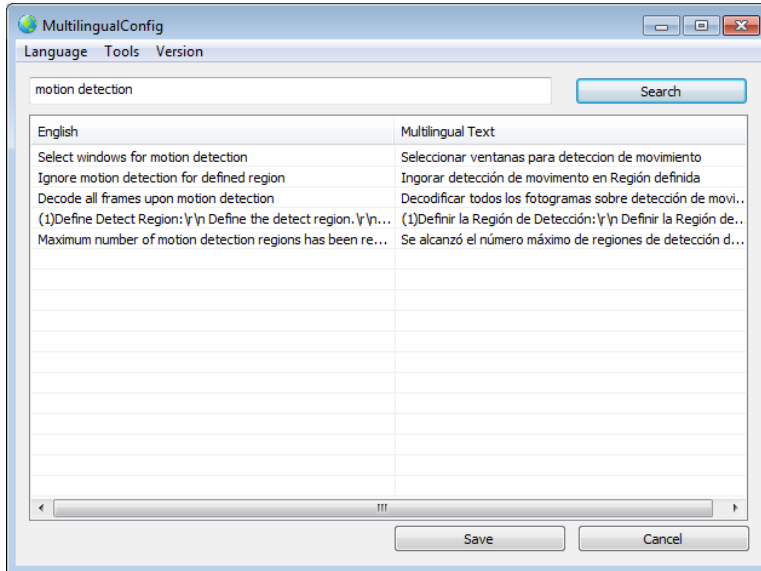 MultilingualConfig
Language Tools Version
motion detection Search
English Multilingual Text
Select windows for motion detection Seleccionar ventanas para deteccion de movimiento
Ignore motion detection for defined region Ingorar detección de movimento en Región definida
Decode all frames upon motion detection Decodificar todos los fotogramas sobre detección de movi..
(1)Define Detect Region:\r\n Define the detect region.\r\n... (1)Definir la Región de Detección:\r\n Definir la Región de..
Maximum number of motion detection regions has been re... Se alcanzó el número máximo de regiones de detección d...
Save Cancel